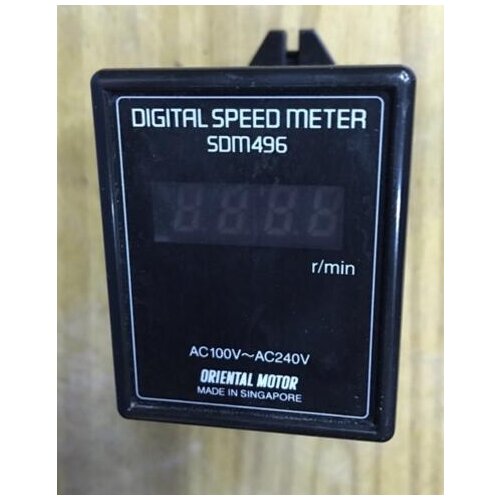 DIGITAL SPEED METER
SDM496
r/min
AC100V～AC240V
ORIENTAL MOTOR
MADE IN SINGAPORE